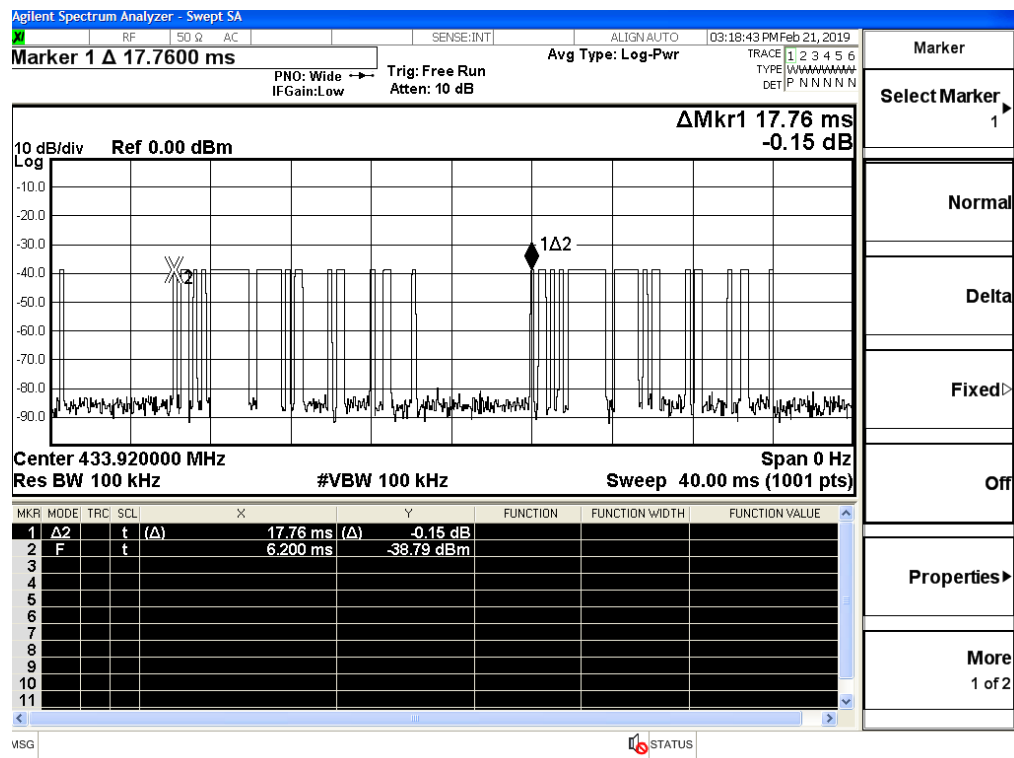 Agilent Spectrum Analyzer - Swept SA
XI RF 50 Ω AC SENSE:INT ALIGN AUTO 03:18:43 PM Feb 21, 2019
Marker 1 Δ 17.7600 ms
PNO: Wide
IFGain:Low
Trig: Free Run
Atten: 10 dB
Avg Type: Log-Pwr
TRACE 1 2 3 4 5 6
TYPE W W W W W W
DET P N N N N N
ΔMkr1 17.76 ms
-0.15 dB
10 dB/div Ref 0.00 dBm
Log
-10.0
-20.0
-30.0
1Δ2
-40.0
2
-50.0
-60.0
-70.0
-80.0
-90.0
Center 433.920000 MHz Span 0 Hz
Res BW 100 kHz #VBW 100 kHz Sweep 40.00 ms (1001 pts)
MKR MODE TRC SCL X Y FUNCTION FUNCTION WIDTH FUNCTION VALUE
1 Δ2 t (Δ) 17.76 ms (Δ) -0.15 dB
2 F t 6.200 ms -38.79 dBm
3
4
5
6
7
8
9
10
11
MSG STATUS
Marker
Select Marker
1
Normal
Delta
Fixed
Off
Properties
More
1 of 2